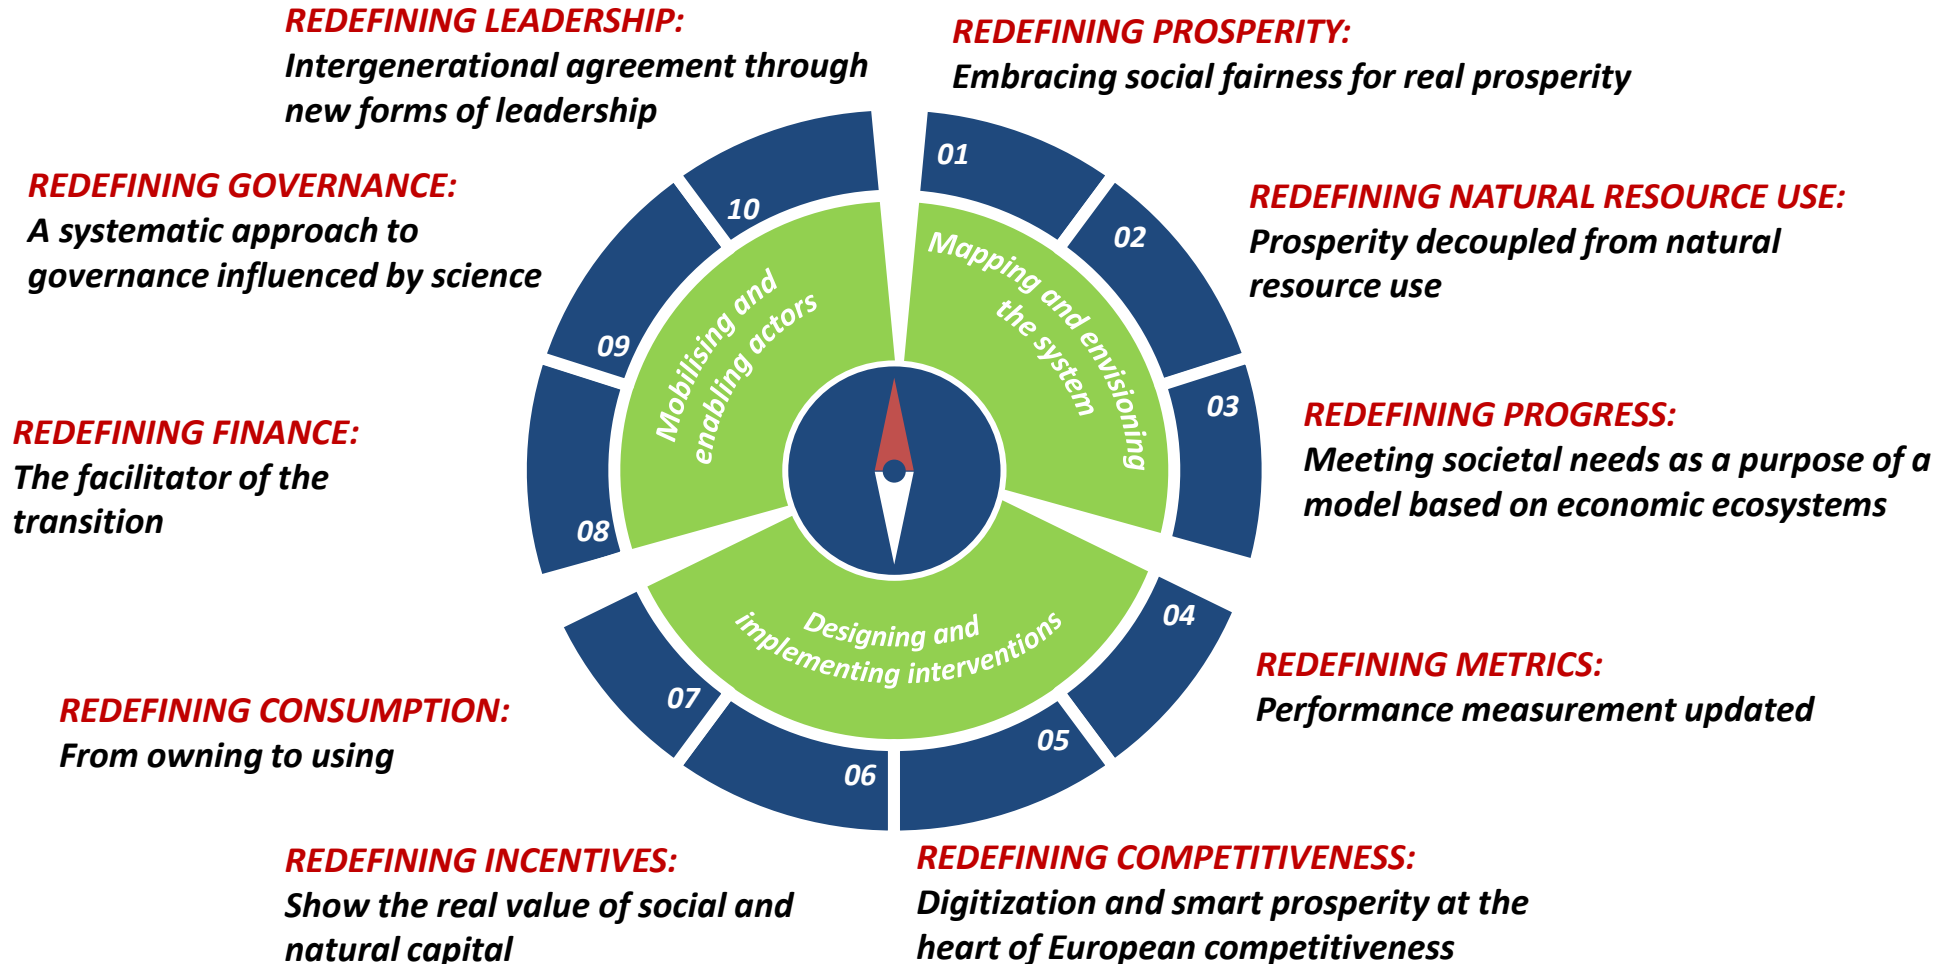 REDEFINING LEADERSHIP:
Intergenerational agreement through
new forms of leadership
REDEFINING PROSPERITY:
Embracing social fairness for real prosperity
REDEFINING GOVERNANCE:
A systematic approach to
governance influenced by science
REDEFINING NATURAL RESOURCE USE:
Prosperity decoupled from natural
resource use
REDEFINING FINANCE:
The facilitator of the
transition
REDEFINING PROGRESS:
Meeting societal needs as a purpose of a
model based on economic ecosystems
REDEFINING CONSUMPTION:
From owning to using
REDEFINING METRICS:
Performance measurement updated
REDEFINING INCENTIVES:
Show the real value of social and
natural capital
REDEFINING COMPETITIVENESS:
Digitization and smart prosperity at the
heart of European competitiveness
01
02
03
04
05
06
07
08
09
10
Mapping and envisioning
the system
Designing and
implementing interventions
Mobilising and
enabling actors